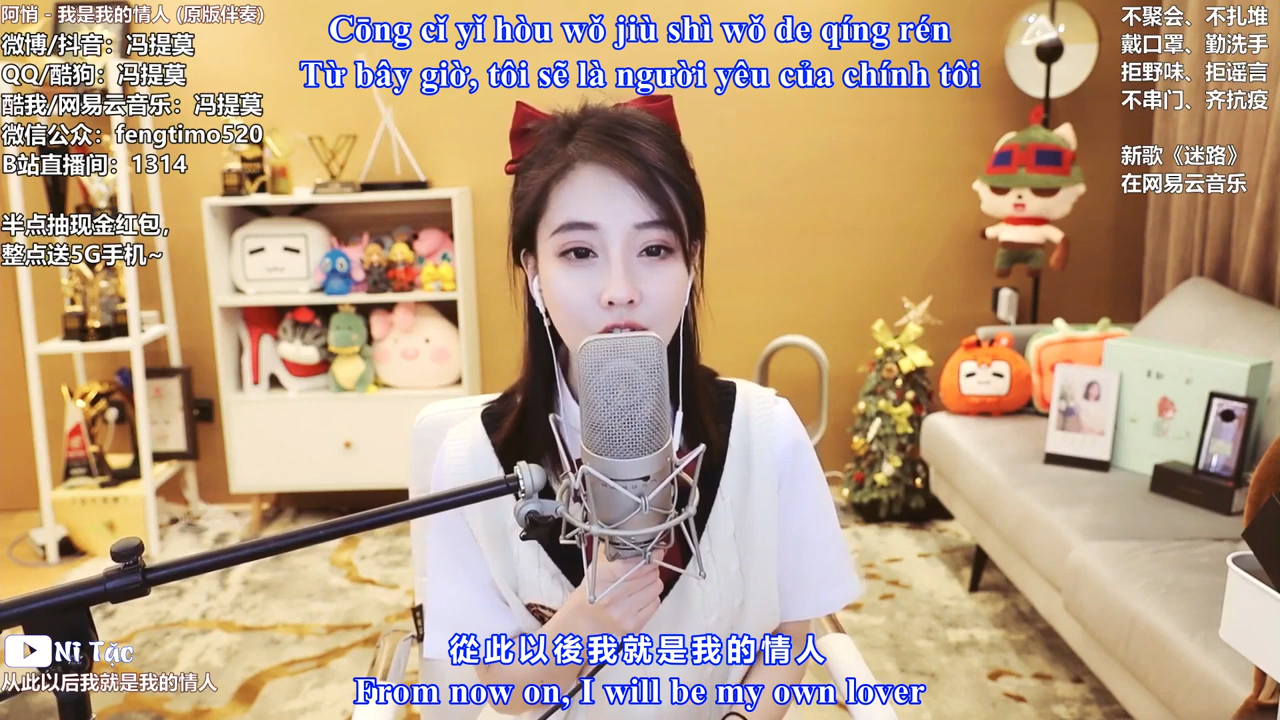 阿悄 - 我是我的情人 (原版伴奏)
微博/抖音：冯提莫
QQ/酷狗：冯提莫
酷我/网易云音乐：冯提莫
微信公众：fengtimo520
B站直播间：1314
半点抽现金红包，
整点送5G手机~
Cōng cǐ yǐ hòu wǒ jiù shì wǒ de qíng rén
Từ bây giờ, tôi sẽ là người yêu của chính tôi
不聚会、不扎堆
戴口罩、勤洗手
拒野味、拒谣言
不串门、齐抗疫
新歌《迷路》
在网易云音乐
Ni Tặc
从此以后我就是我的情人
從此以後我就是我的情人
From now on, I will be my own lover